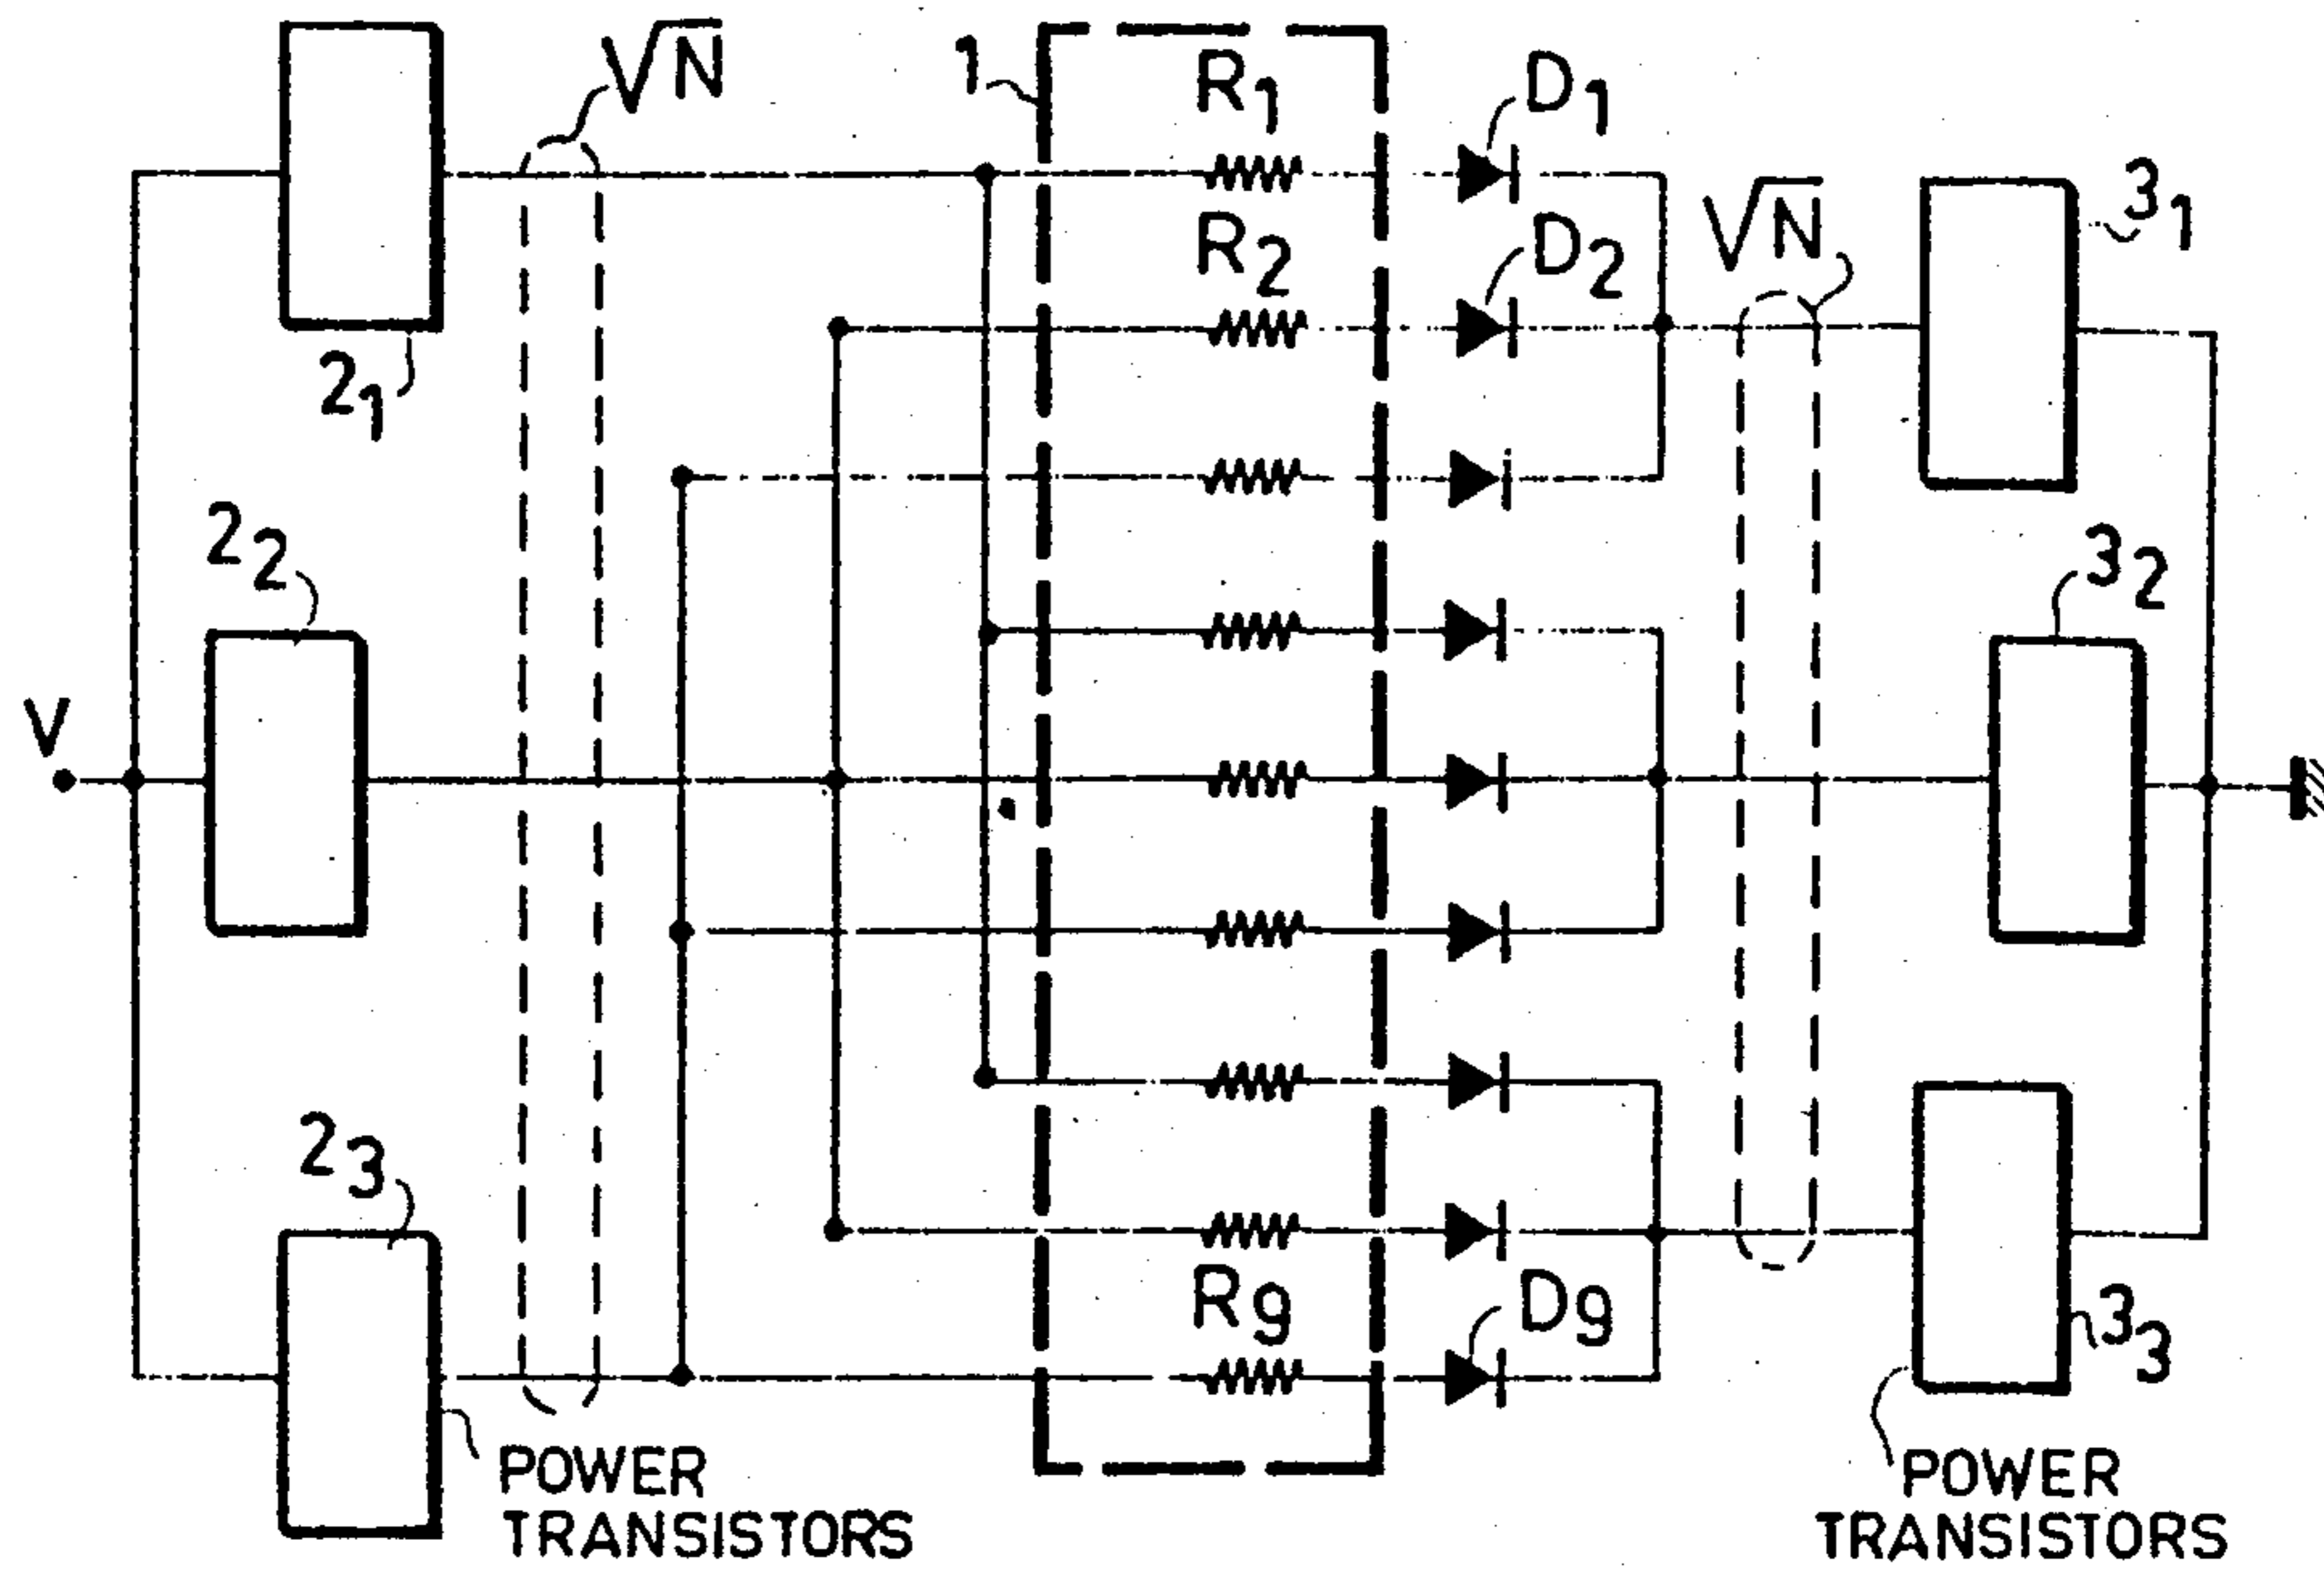 √N
1
R1
D1
R2
D2
√N
31
21
22
32
V
23
R9
D9
33
POWER
TRANSISTORS
POWER
TRANSISTORS